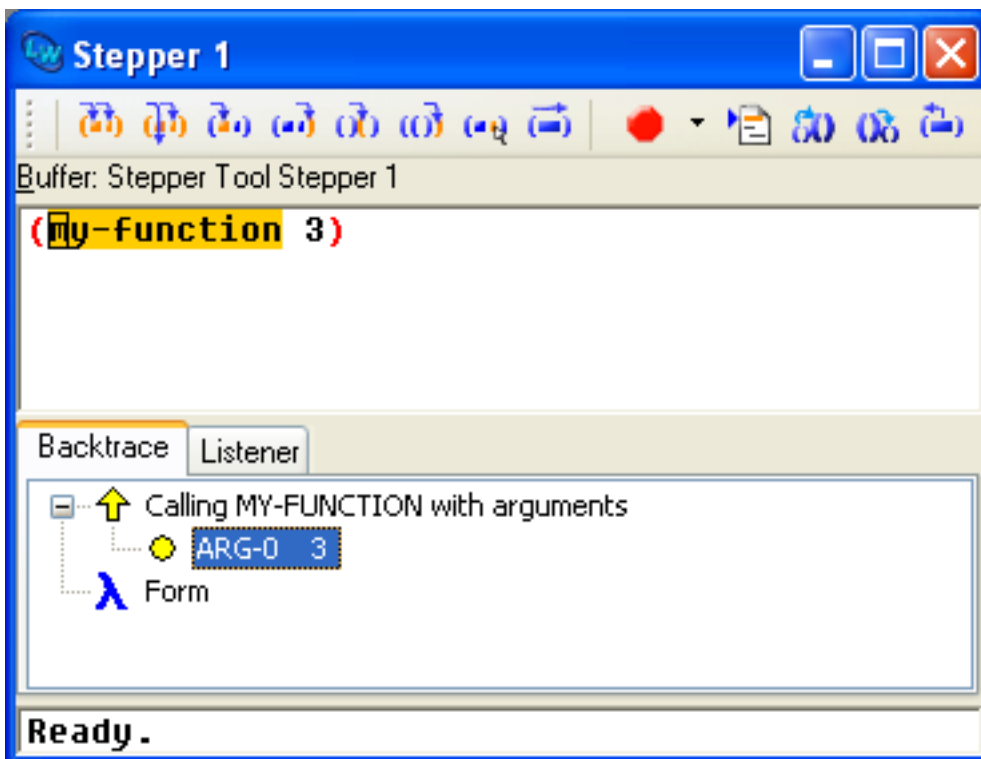 Stepper 1
Buffer: Stepper Tool Stepper 1
(my-function 3)
Backtrace Listener
Calling MY-FUNCTION with arguments
ARG-0 3
λ Form
Ready.